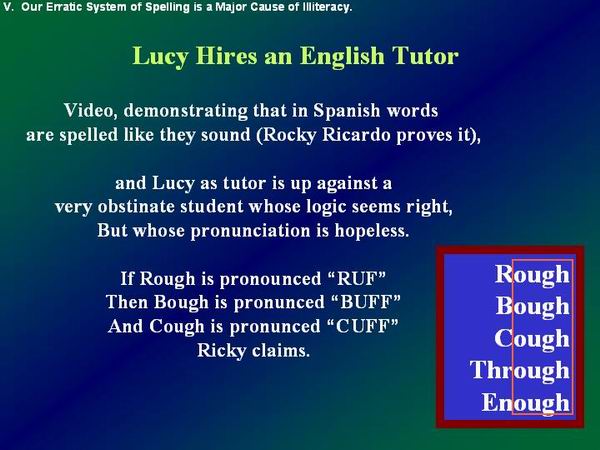 V. Our Erratic System of Spelling is a Major Cause of Illiteracy.
Lucy Hires an English Tutor
Video, demonstrating that in Spanish words
are spelled like they sound (Rocky Ricardo proves it),
and Lucy as tutor is up against a
very obstinate student whose logic seems right,
But whose pronunciation is hopeless.
If Rough is pronounced “RUF”
Then Bough is pronunced “BUFF”
And Cough is pronunced “CUFF”
Ricky claims.
Rough
Bough
Cough
Through
Enough